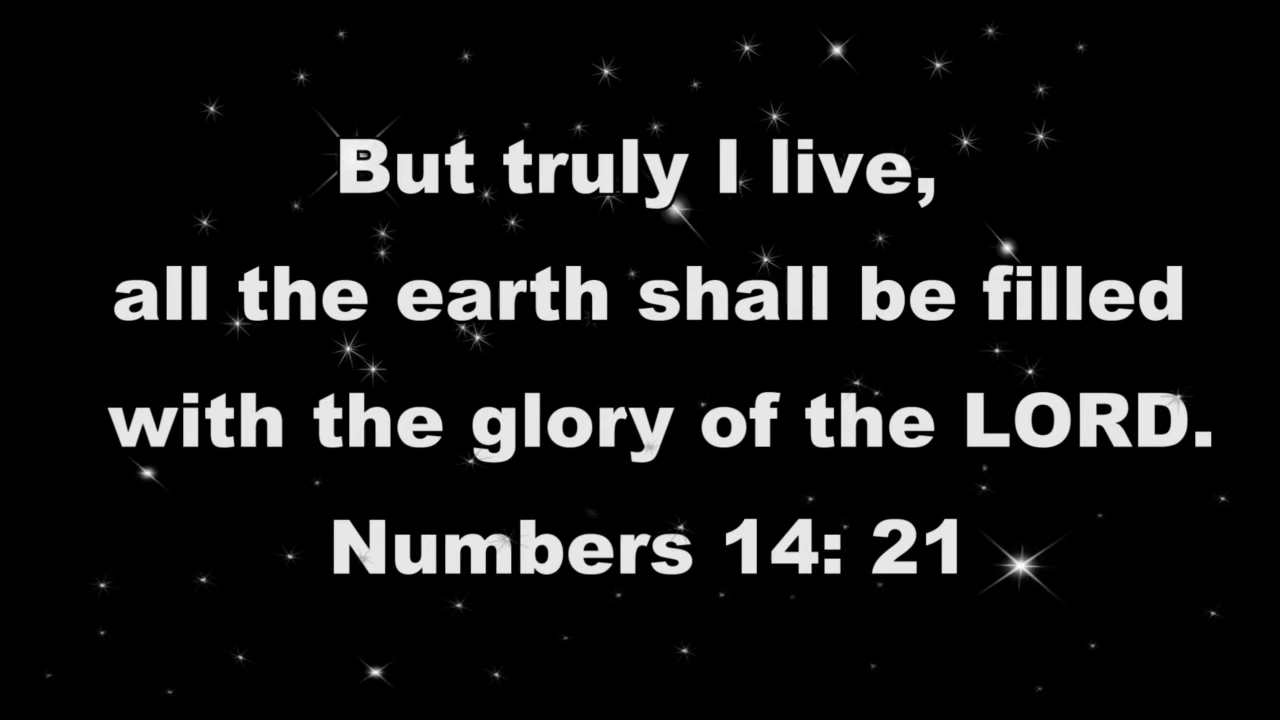 But truly I live,
all the earth shall be filled
with the glory of the LORD.
Numbers 14: 21